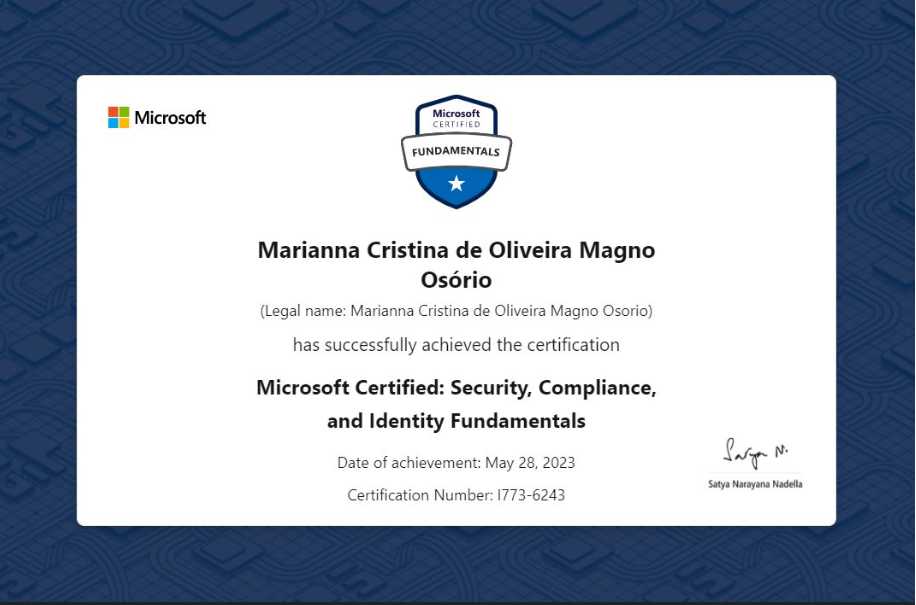 Microsoft
Microsoft
CERTIFIED
FUNDAMENTALS
Marianna Cristina de Oliveira Magno
Osório
(Legal name: Marianna Cristina de Oliveira Magno Osorio)
has successfully achieved the certification
Microsoft Certified: Security, Compliance,
and Identity Fundamentals
Date of achievement: May 28, 2023
Certification Number: I773-6243
Satya N.
Satya Narayana Nadella